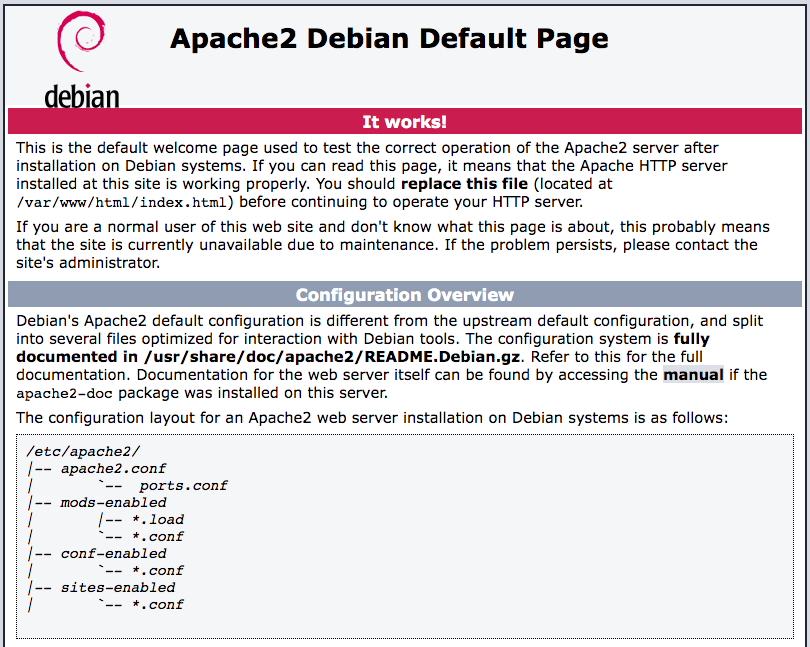 debian
Apache2 Debian Default Page
It works!
This is the default welcome page used to test the correct operation of the Apache2 server after
installation on Debian systems. If you can read this page, it means that the Apache HTTP server
installed at this site is working properly. You should replace this file (located at
/var/www/html/index.html) before continuing to operate your HTTP server.
If you are a normal user of this web site and don't know what this page is about, this probably means
that the site is currently unavailable due to maintenance. If the problem persists, please contact the
site's administrator.
Configuration Overview
Debian's Apache2 default configuration is different from the upstream default configuration, and split
into several files optimized for interaction with Debian tools. The configuration system is fully
documented in /usr/share/doc/apache2/README.Debian.gz. Refer to this for the full
documentation. Documentation for the web server itself can be found by accessing the manual if the
apache2-doc package was installed on this server.
The configuration layout for an Apache2 web server installation on Debian systems is as follows:
/etc/apache2/
|-- apache2.conf
|       `--  ports.conf
|-- mods-enabled
|       |-- *.load
|       `-- *.conf
|-- conf-enabled
|       `-- *.conf
|-- sites-enabled
|       `-- *.conf